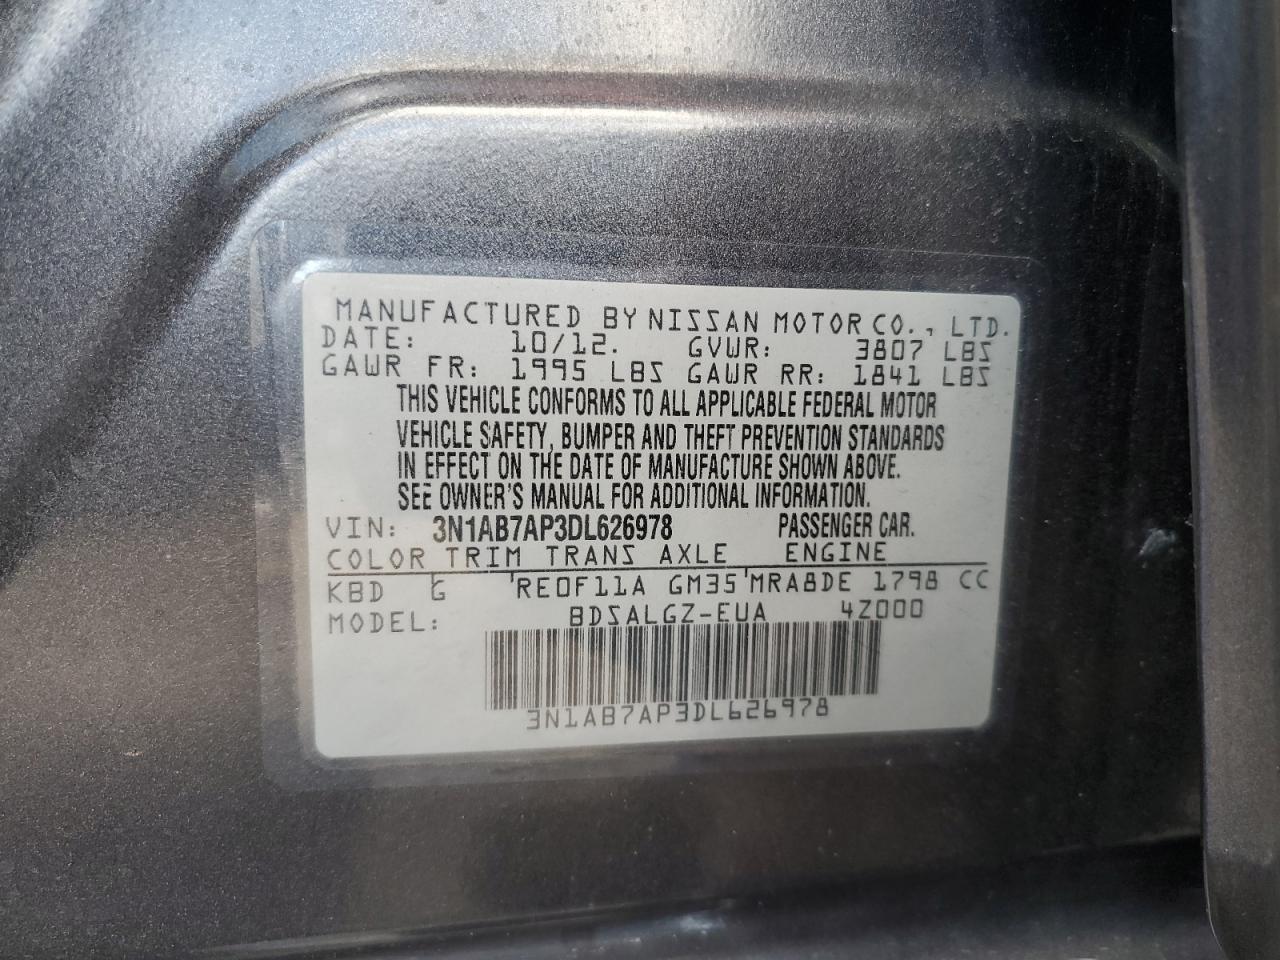 MANUFACTURED BY NISSAN MOTOR CO., LTD.
DATE: 10/12. GVWR: 3807 LBS
GAWR FR: 1995 LBS GAWR RR: 1841 LBS
THIS VEHICLE CONFORMS TO ALL APPLICABLE FEDERAL MOTOR
VEHICLE SAFETY, BUMPER AND THEFT PREVENTION STANDARDS
IN EFFECT ON THE DATE OF MANUFACTURE SHOWN ABOVE.
SEE OWNER'S MANUAL FOR ADDITIONAL INFORMATION.
VIN: 3N1AB7AP3DL626978 PASSENGER CAR.
COLOR TRIM TRANS AXLE ENGINE
KBD G RE0F11A GM35 MRA8DE 1798 CC
MODEL: BDSALGZ-EUA 4Z000
3N1AB7AP3DL626978